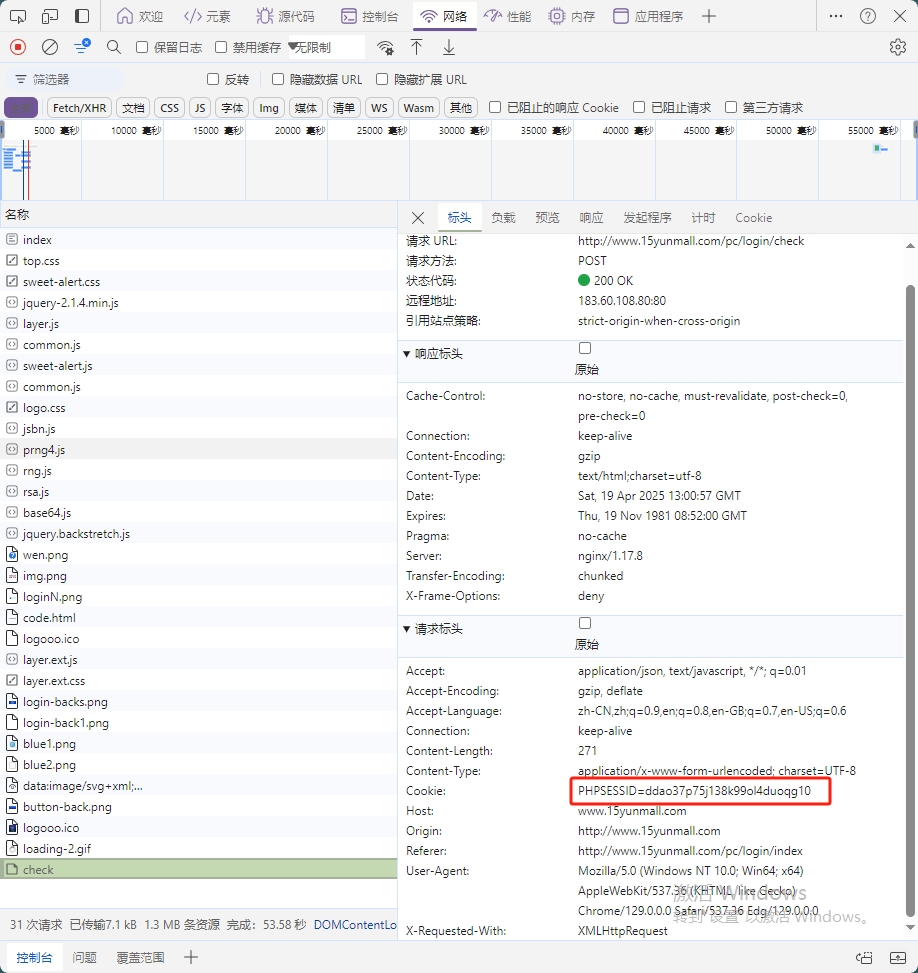 欢迎 元素 源代码 控制台 网络 性能 内存 应用程序
保留日志 禁用缓存 无限制
筛选器 反转 隐藏数据 URL 隐藏扩展 URL
Fetch/XHR 文档 CSS JS 字体 Img 媒体 清单 WS Wasm 其他 已阻止的响应 Cookie 已阻止请求 第三方请求
5000 毫秒 10000 毫秒 15000 毫秒 20000 毫秒 25000 毫秒 30000 毫秒 35000 毫秒 40000 毫秒 45000 毫秒 50000 毫秒 55000 毫秒
名称
index
top.css
sweet-alert.css
jquery-2.1.4.min.js
layer.js
common.js
sweet-alert.js
common.js
logo.css
jsbn.js
prng4.js
rng.js
rsa.js
base64.js
jquery.backstretch.js
wen.png
img.png
loginN.png
code.html
logooo.ico
layer.ext.js
layer.ext.css
login-backs.png
login-back1.png
blue1.png
blue2.png
data:image/svg+xml;...
button-back.png
logooo.ico
loading-2.gif
check
31 次请求 已传输7.1 kB 1.3 MB 条资源 完成: 53.58 秒 DOMContentLo
标头 负载 预览 响应 发起程序 计时 Cookie
请求 URL: http://www.15yunmall.com/pc/login/check
请求方法: POST
状态代码: 200 OK
远程地址: 183.60.108.80:80
引用站点策略: strict-origin-when-cross-origin
响应标头
原始
Cache-Control: no-store, no-cache, must-revalidate, post-check=0,
pre-check=0
Connection: keep-alive
Content-Encoding: gzip
Content-Type: text/html;charset=utf-8
Date: Sat, 19 Apr 2025 13:00:57 GMT
Expires: Thu, 19 Nov 1981 08:52:00 GMT
Pragma: no-cache
Server: nginx/1.17.8
Transfer-Encoding: chunked
X-Frame-Options: deny
请求标头
原始
Accept: application/json, text/javascript, */*; q=0.01
Accept-Encoding: gzip, deflate
Accept-Language: zh-CN,zh;q=0.9,en;q=0.8,en-GB;q=0.7,en-US;q=0.6
Connection: keep-alive
Content-Length: 271
Content-Type: application/x-www-form-urlencoded; charset=UTF-8
Cookie: PHPSESSID=ddao37p75j138k99ol4duoqg10
Host: www.15yunmall.com
Origin: http://www.15yunmall.com
Referer: http://www.15yunmall.com/pc/login/index
User-Agent: Mozilla/5.0 (Windows NT 10.0; Win64; x64)
AppleWebKit/537.36 (KHTML, like Gecko)
Chrome/129.0.0.0 Safari/537.36 Edg/129.0.0.0
X-Requested-With: XMLHttpRequest
激活 Windows
转到"设置"以激活 Windows。
控制台 问题 覆盖范围